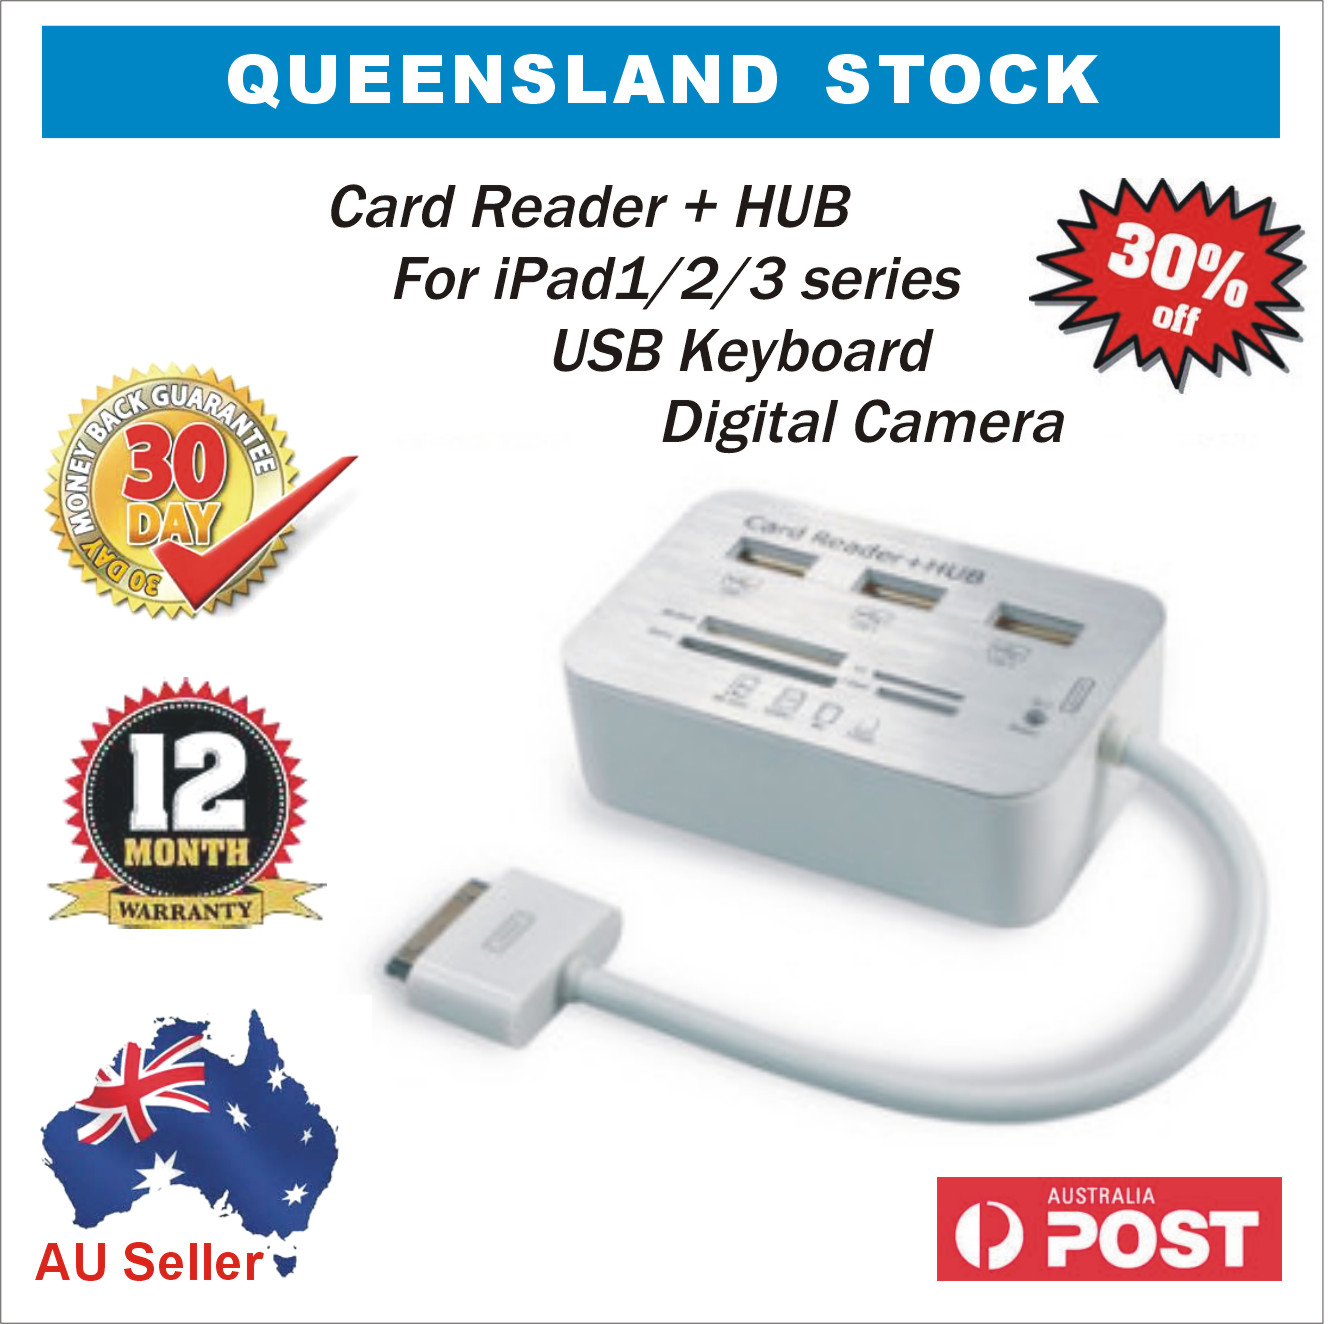 QUEENSLAND STOCK
Card Reader + HUB
For iPad1/2/3 series
USB Keyboard
Digital Camera
30%
off
30 DAY MONEY BACK GUARANTEE
30
DAY
Card Reader+HUB
12
MONTH
WARRANTY
AU Seller
AUSTRALIA
POST